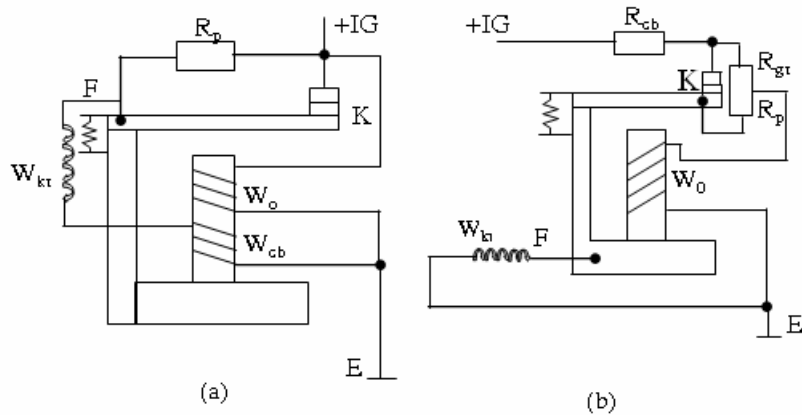 +IG
R_p
F
K
W_kt
W_o
W_cb
E
(a)
+IG
R_cb
K
R_gt
R_p
W_0
W_kt
F
E
(b)